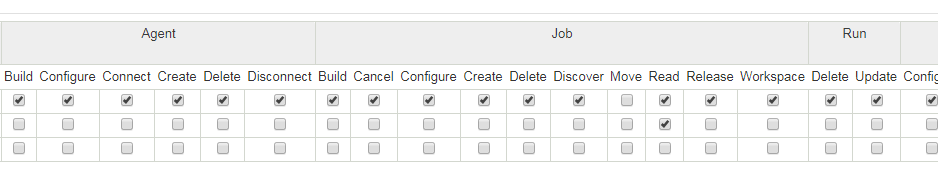 Agent Job Run
Build Configure Connect Create Delete Disconnect Build Cancel Configure Create Delete Discover Move Read Release Workspace Delete Update Config